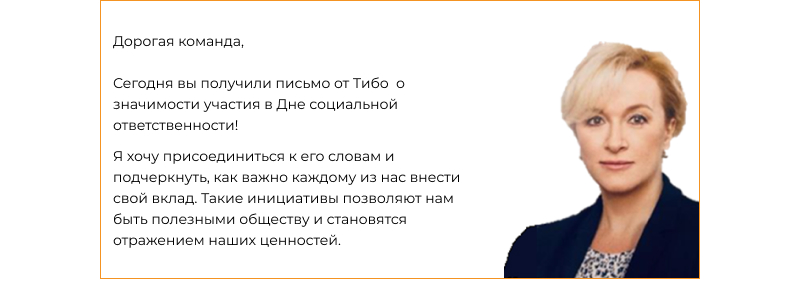 Дорогая команда,
Сегодня вы получили письмо от Тибо  о
значимости участия в Дне социальной
ответственности!
Я хочу присоединиться к его словам и
подчеркнуть, как важно каждому из нас внести
свой вклад. Такие инициативы позволяют нам
быть полезными обществу и становятся
отражением наших ценностей.